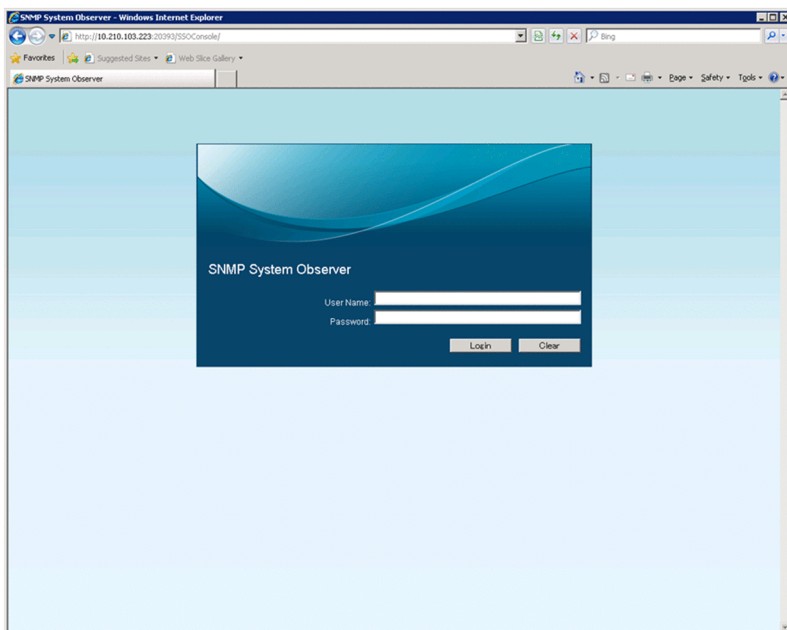 SNMP System Observer - Windows Internet Explorer
http://10.210.103.223:20393/SSOConsole/
Bing
Favorites
Suggested Sites
Web Slice Gallery
SNMP System Observer
Page
Safety
Tools
SNMP System Observer
User Name:
Password:
Login
Clear